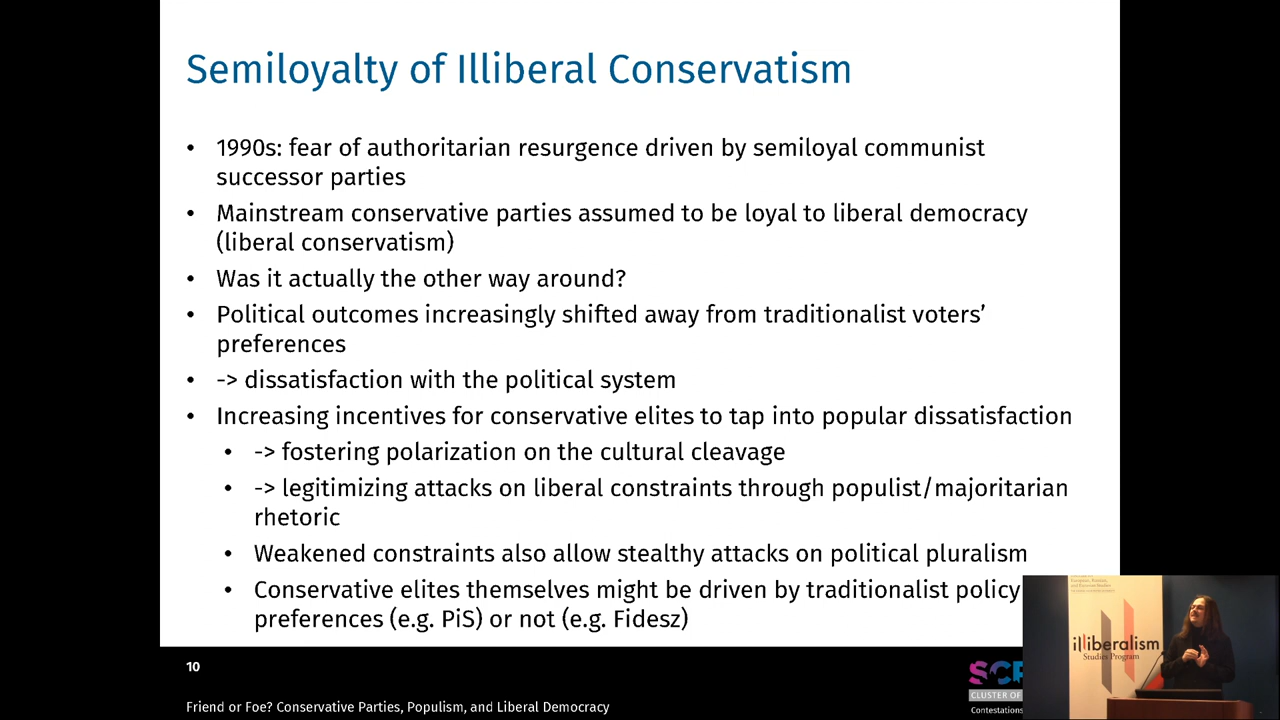 Semiloyalty of Illiberal Conservatism
• 1990s: fear of authoritarian resurgence driven by semiloyal communist
successor parties
• Mainstream conservative parties assumed to be loyal to liberal democracy
(liberal conservatism)
• Was it actually the other way around?
• Political outcomes increasingly shifted away from traditionalist voters’
preferences
• -> dissatisfaction with the political system
• Increasing incentives for conservative elites to tap into popular dissatisfaction
• -> fostering polarization on the cultural cleavage
• -> legitimizing attacks on liberal constraints through populist/majoritarian
rhetoric
• Weakened constraints also allow stealthy attacks on political pluralism
• Conservative elites themselves might be driven by traditionalist policy
preferences (e.g. PiS) or not (e.g. Fidesz)
10
Friend or Foe? Conservative Parties, Populism, and Liberal Democracy
CLUSTER OF
Contestations
illiberalism
Studies Program